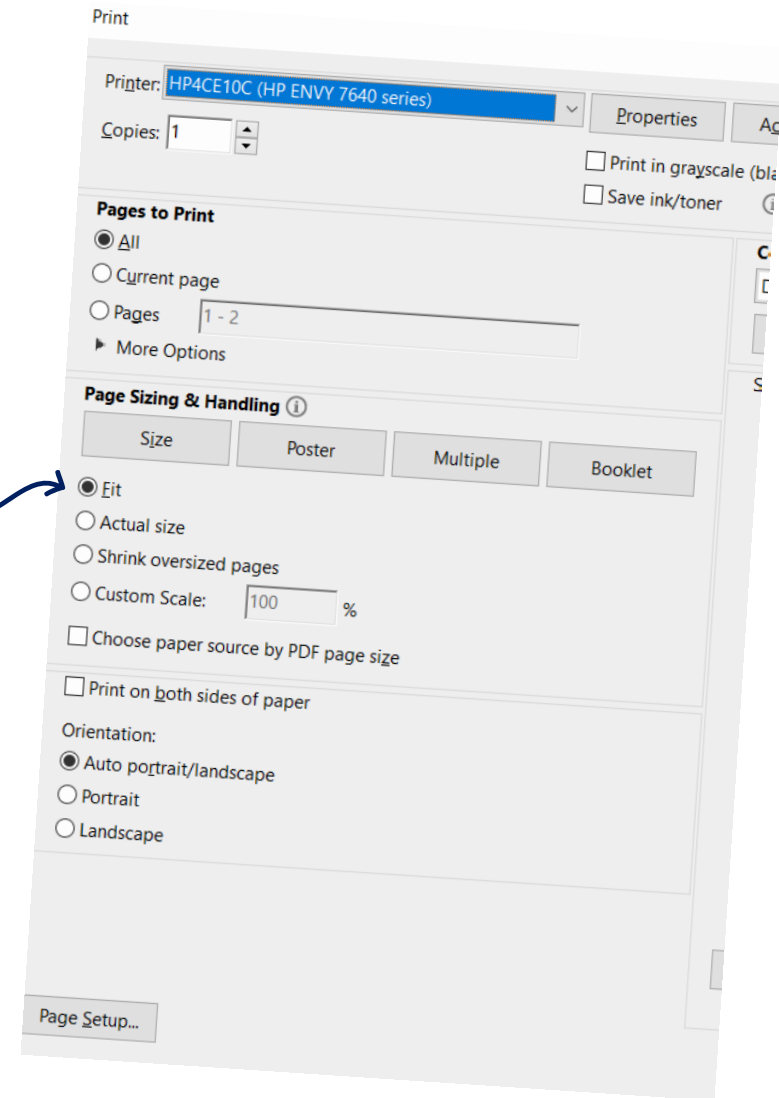 Print
Printer: HP4CE10C (HP ENVY 7640 series) Properties
Copies: 1
Print in grayscale
Save ink/toner
Pages to Print
All
Current page
Pages 1 - 2
More Options
Page Sizing & Handling
Size Poster Multiple Booklet
Fit
Actual size
Shrink oversized pages
Custom Scale: 100 %
Choose paper source by PDF page size
Print on both sides of paper
Orientation:
Auto portrait/landscape
Portrait
Landscape
Page Setup...